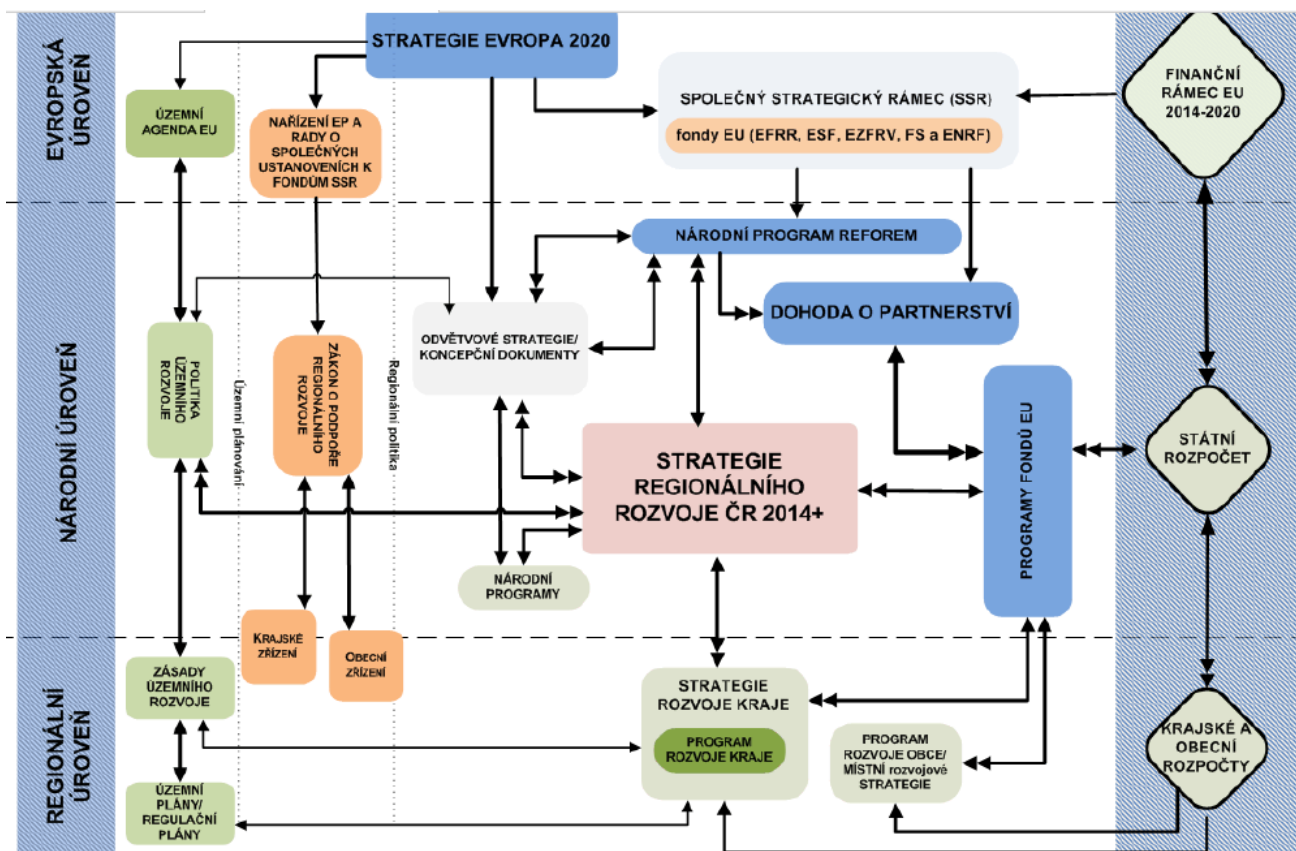 EVROPSKÁ
ÚROVEŇ
STRATEGIE EVROPA 2020
ÚZEMNÍ
AGENDA EU
NAŘÍZENÍ EP A
RADY O
SPOLEČNÝCH
USTANOVENÍCH K
FONDŮM SSR
SPOLEČNÝ STRATEGICKÝ RÁMEC (SSR)
fondy EU (EFRR, ESF, EZFRV, FS a ENRF)
FINANČNÍ
RÁMEC EU
2014-2020
NÁRODNÍ ÚROVEŇ
NÁRODNÍ PROGRAM REFOREM
DOHODA O PARTNERSTVÍ
ODVĚTVOVÉ STRATEGIE/
KONCEPČNÍ DOKUMENTY
POLITIKA
ÚZEMNÍHO
ROZVOJE
Územní plánování
ZÁKON O PODPOŘE
REGIONÁLNÍHO
ROZVOJE
Regionální politika
STRATEGIE
REGIONÁLNÍHO
ROZVOJE ČR 2014+
PROGRAMY FONDŮ EU
STÁTNÍ
ROZPOČET
NÁRODNÍ
PROGRAMY
KRAJSKÉ
ZŘÍZENÍ
OBECNÍ
ZŘÍZENÍ
REGIONÁLNÍ
ÚROVEŇ
ZÁSADY
ÚZEMNÍHO
ROZVOJE
STRATEGIE
ROZVOJE KRAJE
PROGRAM
ROZVOJE KRAJE
PROGRAM
ROZVOJE OBCE/
MÍSTNÍ rozvojové
STRATEGIE
KRAJSKÉ A
OBECNÍ
ROZPOČTY
ÚZEMNÍ
PLÁNY/
REGULAČNÍ
PLÁNY